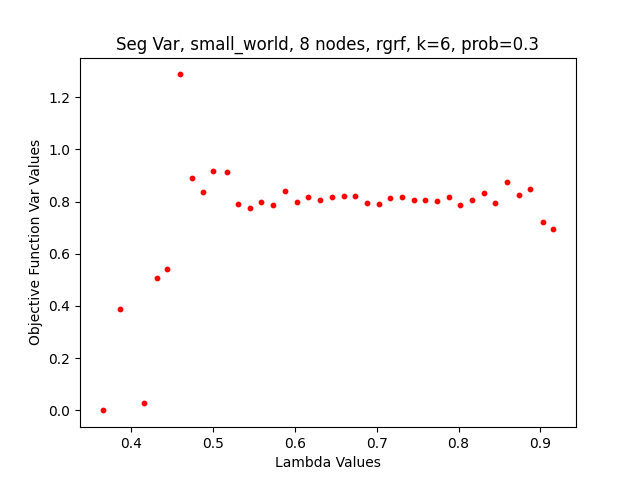 Seg Var, small_world, 8 nodes, rgrf, k=6, prob=0.3
Objective Function Var Values
1.2
1.0
0.8
0.6
0.4
0.2
0.0
0.4 0.5 0.6 0.7 0.8 0.9
Lambda Values